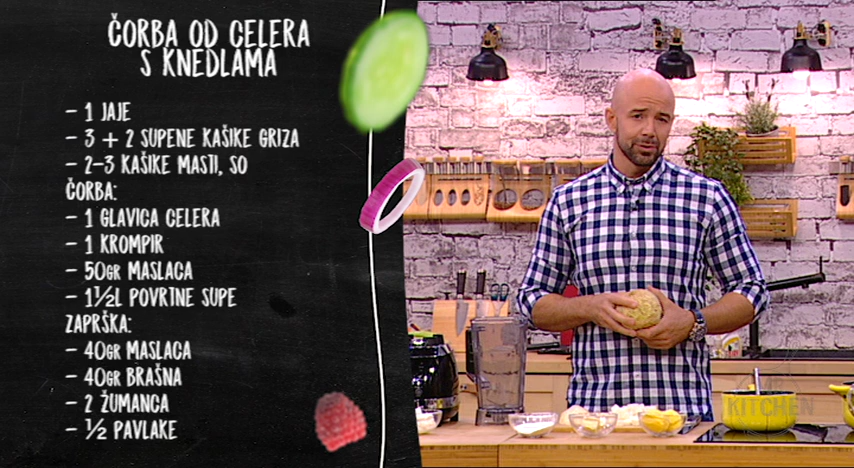 ČORBA OD CELERA
S KNEDLAMA
- 1 JAJE
- 3 + 2 SUPENE KAŠIKE GRIZA
- 2-3 KAŠIKE MASTI, SO
ČORBA:
- 1 GLAVICA CELERA
- 1 KROMPIR
- 50GR MASLACA
- 1½L POVRTNE SUPE
ZAPRŠKA:
- 40GR MASLACA
- 40GR BRAŠNA
- 2 ŽUMANCA
- ½ PAVLAKE
KITCHEN